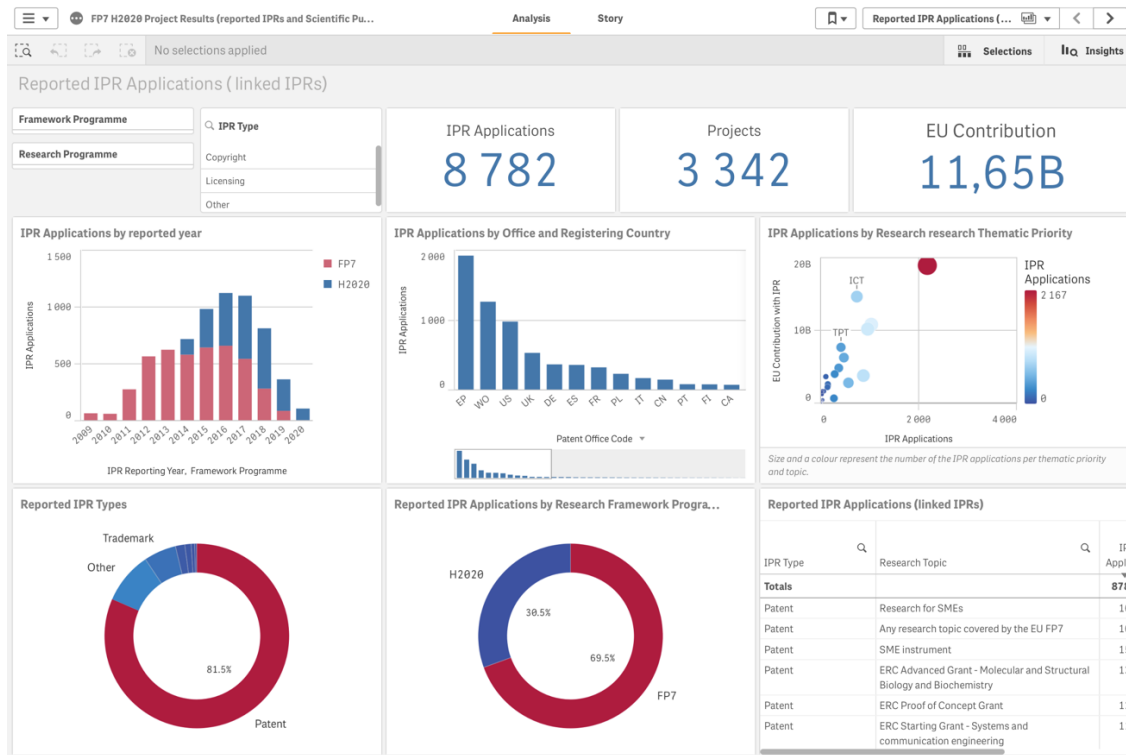 FP7 H2020 Project Results (reported IPRs and Scientific Pu...
Analysis
Story
Reported IPR Applications (...
No selections applied
Selections
Insights
Reported IPR Applications ( linked IPRs)
Framework Programme
Research Programme
IPR Type
Copyright
Licensing
Other
IPR Applications
8 782
Projects
3 342
EU Contribution
11,65B
IPR Applications by reported year
1 500
1 000
500
0
IPR Applications
2009 2010 2011 2012 2013 2014 2015 2016 2017 2018 2019 2020
IPR Reporting Year, Framework Programme
FP7
H2020
IPR Applications by Office and Registering Country
2 000
1 000
0
IPR Applications
EP WO US UK DE ES FR PL IT CN PT FI CA
Patent Office Code
IPR Applications by Research research Thematic Priority
20B
10B
0
EU Contribution with IPR
ICT
TPT
0 2 000 4 000
IPR Applications
IPR
Applications
2 167
0
Size and a colour represent the number of the IPR applications per thematic priority
and topic.
Reported IPR Types
Trademark
Other
81.5%
Patent
Reported IPR Applications by Research Framework Progra...
H2020
30.5%
69.5%
FP7
Reported IPR Applications (linked IPRs)
IPR Type
Research Topic
Totals
Patent Research for SMEs
Patent Any research topic covered by the EU FP7
Patent SME instrument
Patent ERC Advanced Grant - Molecular and Structural
Biology and Biochemistry
Patent ERC Proof of Concept Grant
Patent ERC Starting Grant - Systems and
communication engineering